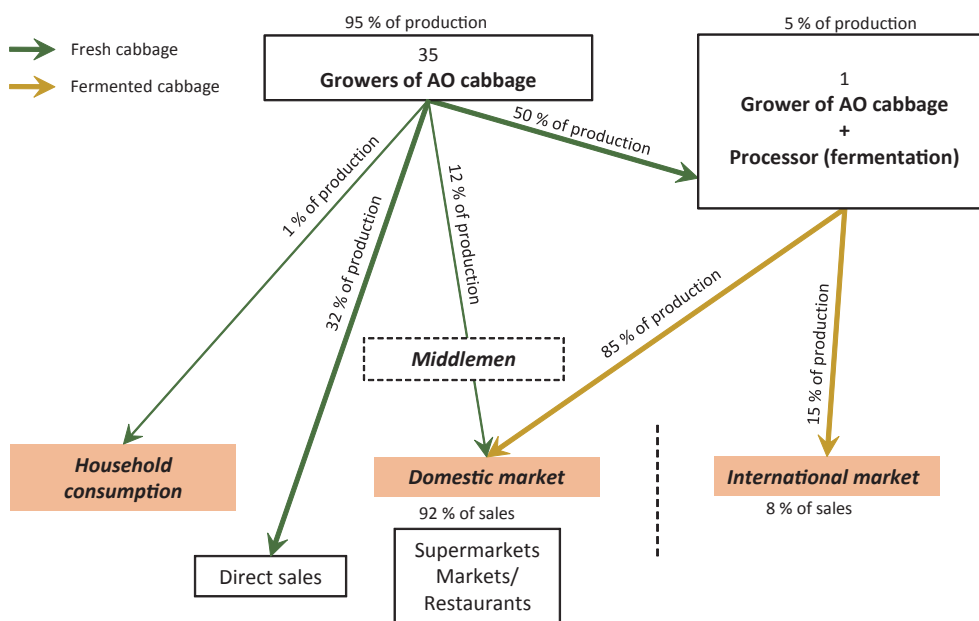 95 % of production
5 % of production
Fresh cabbage
Fermented cabbage
35
Growers of AO cabbage
1
Grower of AO cabbage
+
Processor (fermentation)
50 % of production
1 % of production
32 % of production
12 % of production
85 % of production
15 % of production
Middlemen
Household
consumption
Domestic market
International market
92 % of sales
8 % of sales
Direct sales
Supermarkets
Markets/
Restaurants